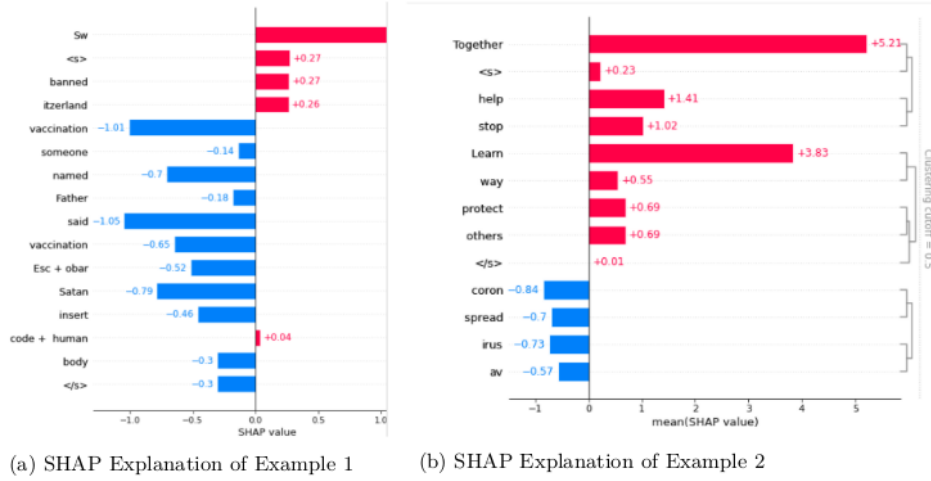 Sw
<s> +0.27
banned +0.27
itzerland +0.26
vaccination −1.01
someone −0.14
named −0.7
Father −0.18
said −1.05
vaccination −0.65
Esc + obar −0.52
Satan −0.79
insert −0.46
code + human +0.04
body −0.3
</s> −0.3
−1.0 −0.5 0.0 0.5 1.0
SHAP value
(a) SHAP Explanation of Example 1
Together +5.21
<s> +0.23
help +1.41
stop +1.02
Learn +3.83
way +0.55
protect +0.69
others +0.69
</s> +0.01
coron −0.84
spread −0.7
irus −0.73
av −0.57
Clustering cutoff = 0.5
−1 0 1 2 3 4 5
mean(SHAP value)
(b) SHAP Explanation of Example 2